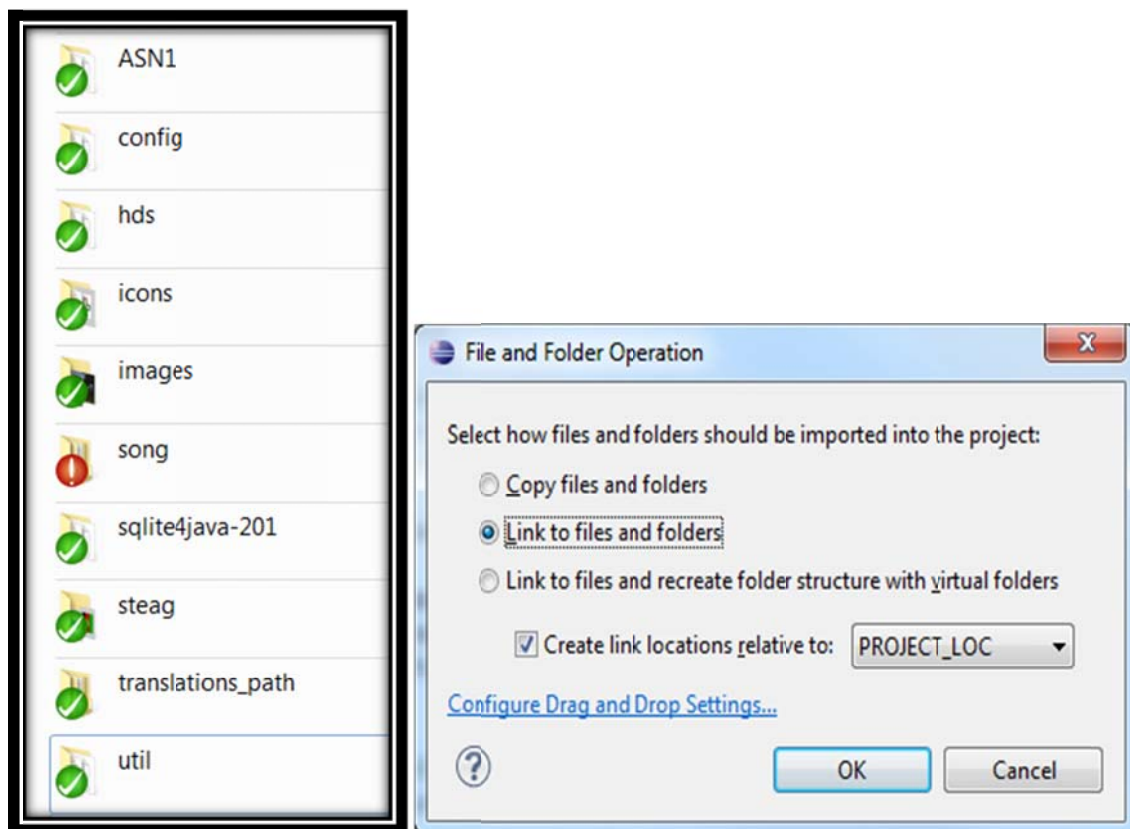 ASN1
config
hds
icons
images
song
sqlite4java-201
steag
translations_path
util
File and Folder Operation
Select how files and folders should be imported into the project:
Copy files and folders
Link to files and folders
Link to files and recreate folder structure with virtual folders
Create link locations relative to: PROJECT_LOC
Configure Drag and Drop Settings...
OK Cancel